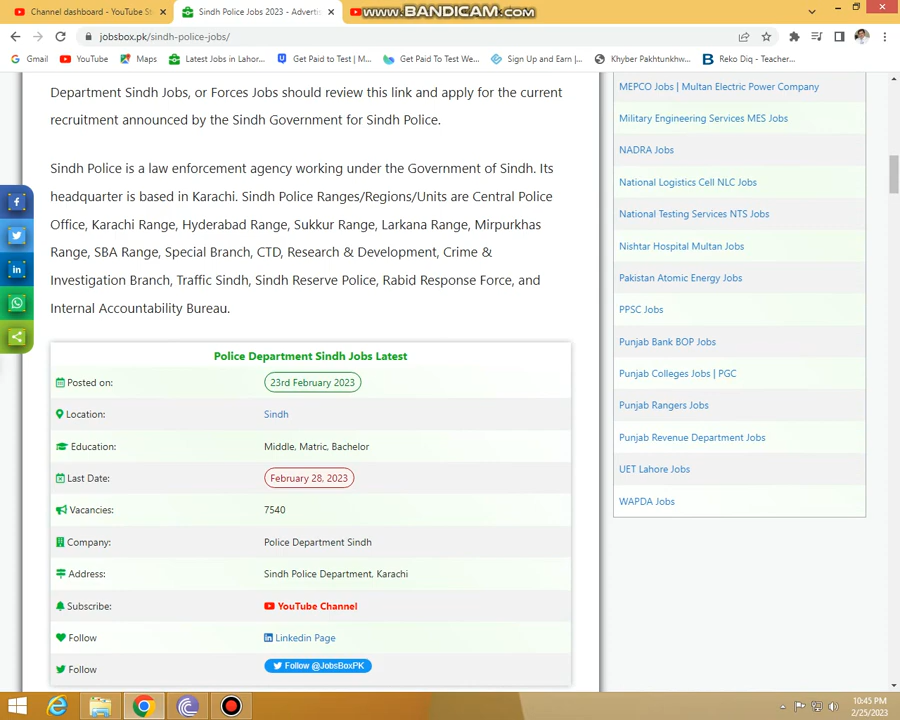 Channel dashboard - YouTube St
Sindh Police Jobs 2023 - Adverti
www.BANDICAM.com
jobsbox.pk/sindh-police-jobs/
Gmail
YouTube
Maps
Latest Jobs in Lahor...
Get Paid to Test | M...
Get Paid To Test We...
Sign Up and Earn |...
Khyber Pakhtunkhw...
Reko Diq - Teacher...
Department Sindh Jobs, or Forces Jobs should review this link and apply for the current
recruitment announced by the Sindh Government for Sindh Police.
Sindh Police is a law enforcement agency working under the Government of Sindh. Its
headquarter is based in Karachi. Sindh Police Ranges/Regions/Units are Central Police
Office, Karachi Range, Hyderabad Range, Sukkur Range, Larkana Range, Mirpurkhas
Range, SBA Range, Special Branch, CTD, Research & Development, Crime &
Investigation Branch, Traffic Sindh, Sindh Reserve Police, Rabid Response Force, and
Internal Accountability Bureau.
Police Department Sindh Jobs Latest
Posted on: 23rd February 2023
Location: Sindh
Education: Middle, Matric, Bachelor
Last Date: February 28, 2023
Vacancies: 7540
Company: Police Department Sindh
Address: Sindh Police Department, Karachi
Subscribe: YouTube Channel
Follow Linkedin Page
Follow Follow @JobsBoxPK
MEPCO Jobs | Multan Electric Power Company
Military Engineering Services MES Jobs
NADRA Jobs
National Logistics Cell NLC Jobs
National Testing Services NTS Jobs
Nishtar Hospital Multan Jobs
Pakistan Atomic Energy Jobs
PPSC Jobs
Punjab Bank BOP Jobs
Punjab Colleges Jobs | PGC
Punjab Rangers Jobs
Punjab Revenue Department Jobs
UET Lahore Jobs
WAPDA Jobs
10:45 PM
2/25/2023